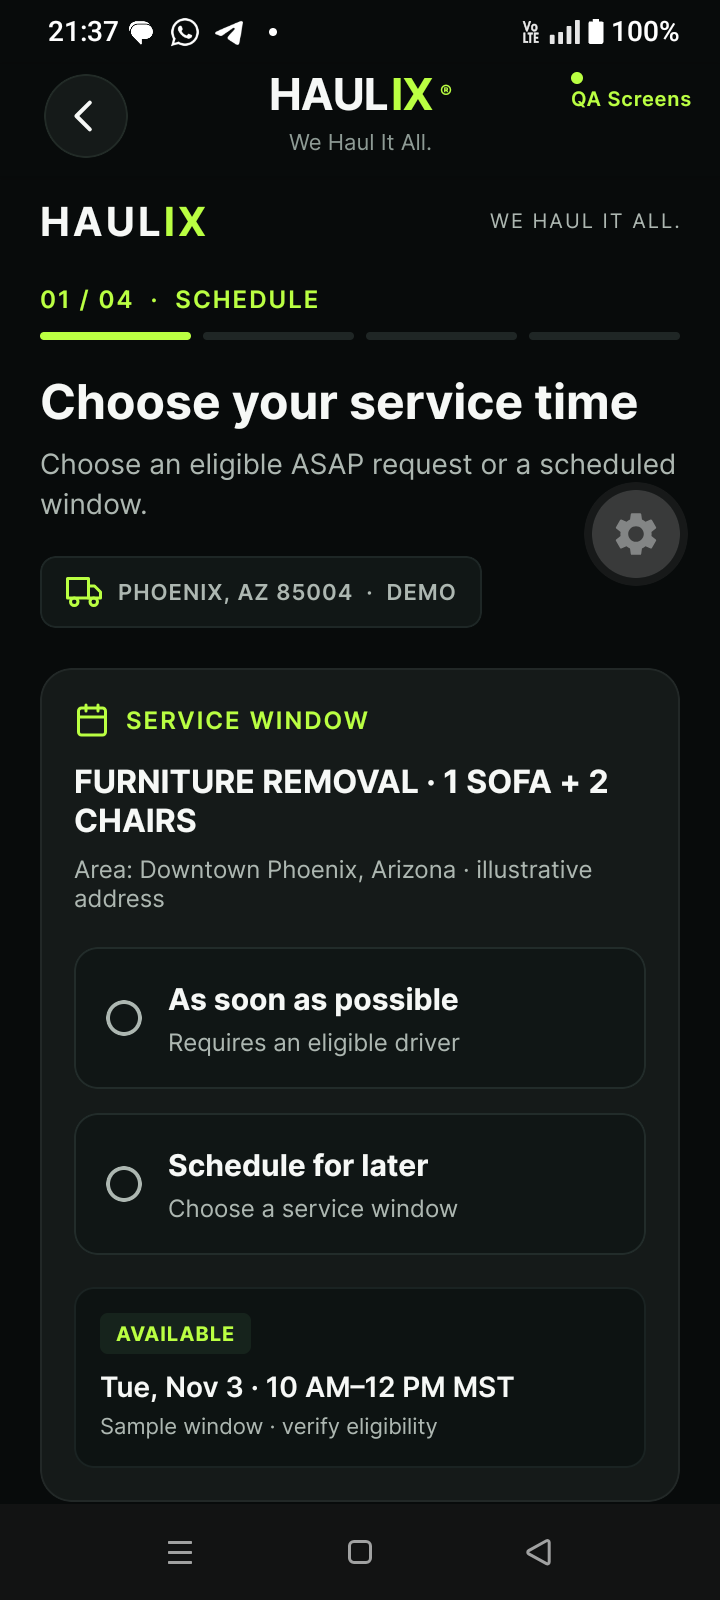 21:37
Vo LTE
100%
HAULIX ®
We Haul It All.
QA Screens
HAULIX
WE HAUL IT ALL.
01 / 04 · SCHEDULE
Choose your service time
Choose an eligible ASAP request or a scheduled
window.
PHOENIX, AZ 85004 · DEMO
SERVICE WINDOW
FURNITURE REMOVAL · 1 SOFA + 2
CHAIRS
Area: Downtown Phoenix, Arizona · illustrative
address
As soon as possible
Requires an eligible driver
Schedule for later
Choose a service window
AVAILABLE
Tue, Nov 3 · 10 AM–12 PM MST
Sample window · verify eligibility